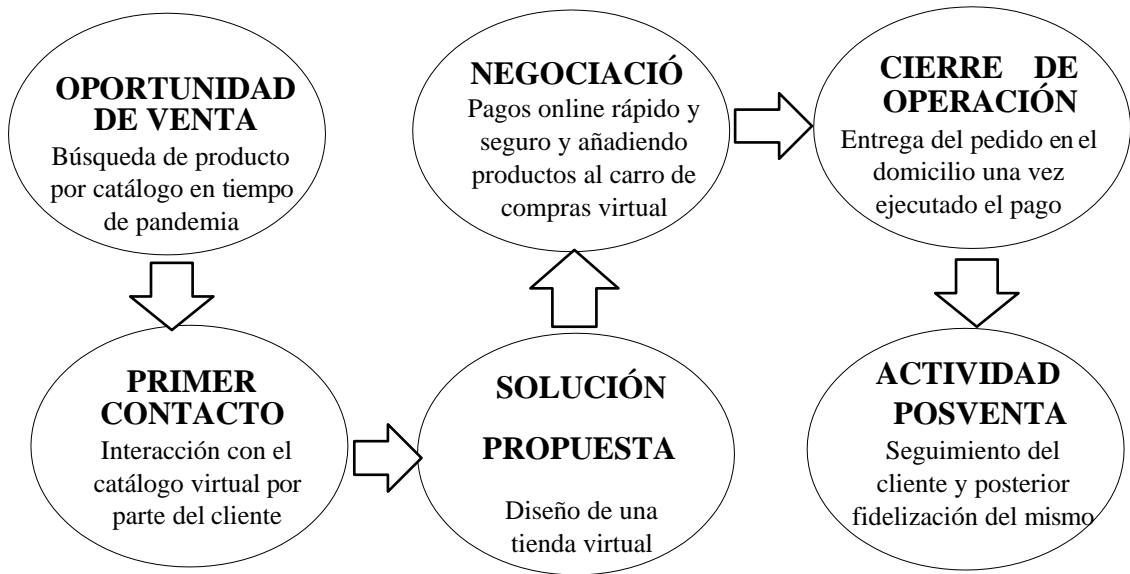 OPORTUNIDAD
DE VENTA
Búsqueda de producto
por catálogo en tiempo
de pandemia
PRIMER
CONTACTO
Interacción con el
catálogo virtual por
parte del cliente
SOLUCIÓN
PROPUESTA
Diseño de una
tienda virtual
NEGOCIACIÓ
Pagos online rápido y
seguro y añadiendo
productos al carro de
compras virtual
CIERRE DE
OPERACIÓN
Entrega del pedido en el
domicilio una vez
ejecutado el pago
ACTIVIDAD
POSVENTA
Seguimiento del
cliente y posterior
fidelización del mismo